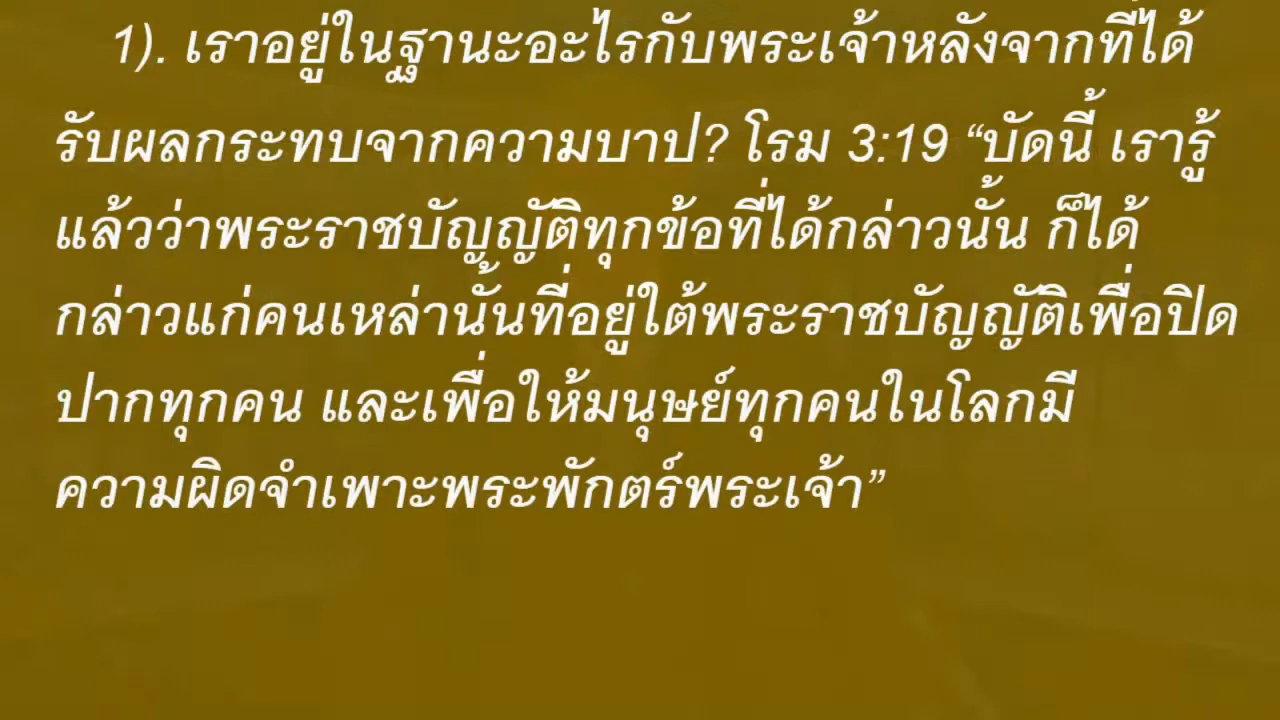 1). เราอยู่ในฐานะอะไรกับพระเจ้าหลังจากที่ได้
รับผลกระทบจากความบาป? โรม 3:19 “บัดนี้ เรารู้
แล้วว่าพระราชบัญญัติทุกข้อที่ได้กล่าวนั้น ก็ได้
กล่าวแก่คนเหล่านั้นที่อยู่ใต้พระราชบัญญัติเพื่อปิด
ปากทุกคน และเพื่อให้มนุษย์ทุกคนในโลกมี
ความผิดจำเพาะพระพักตร์พระเจ้า”